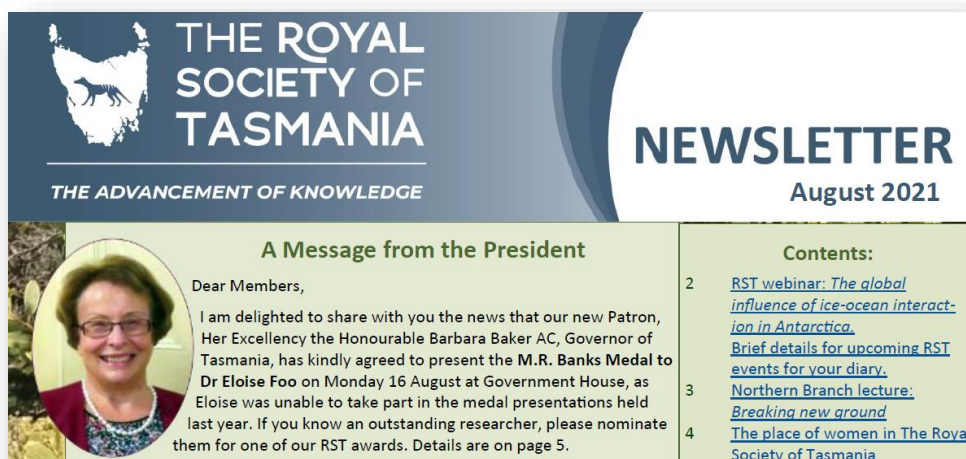 THE ROYAL
SOCIETY OF
TASMANIA
THE ADVANCEMENT OF KNOWLEDGE
NEWSLETTER
August 2021
A Message from the President
Dear Members,
I am delighted to share with you the news that our new Patron,
Her Excellency the Honourable Barbara Baker AC, Governor of
Tasmania, has kindly agreed to present the M.R. Banks Medal to
Dr Eloise Foo on Monday 16 August at Government House, as
Eloise was unable to take part in the medal presentations held
last year. If you know an outstanding researcher, please nominate
them for one of our RST awards. Details are on page 5.
Contents:
2 RST webinar: The global
influence of ice-ocean interact-
ion in Antarctica.
Brief details for upcoming RST
events for your diary.
3 Northern Branch lecture:
Breaking new ground
4 The place of women in The Roya
Society of Tasmania